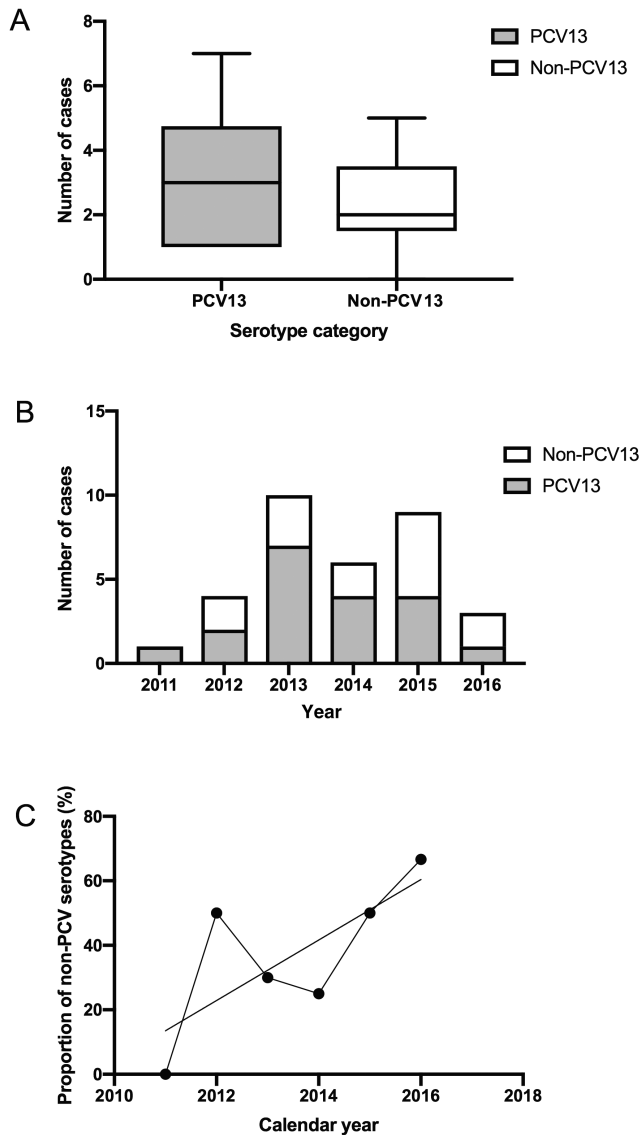 A
8
6
4
2
0
Number of cases
PCV13
Non-PCV13
PCV13
Non-PCV13
Serotype category
B
15
10
5
0
Number of cases
Non-PCV13
PCV13
2011
2012
2013
2014
2015
2016
Year
C
80
60
40
20
0
Proportion of non-PCV serotypes (%)
2010
2012
2014
2016
2018
Calendar year